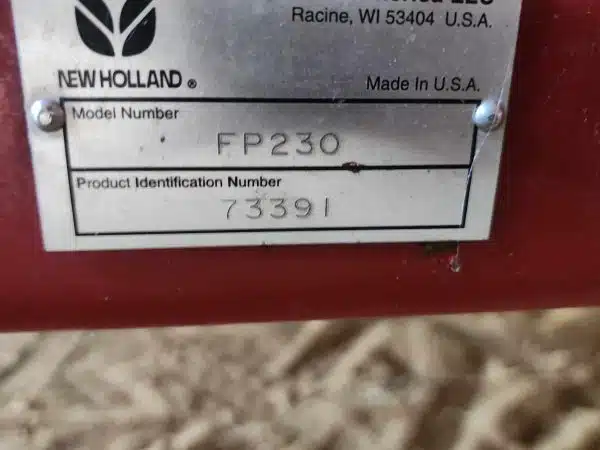 Racine, WI 53404 U.S.A.
NEW HOLLAND ®
Made In U.S.A.
Model Number
FP230
Product Identification Number
73391